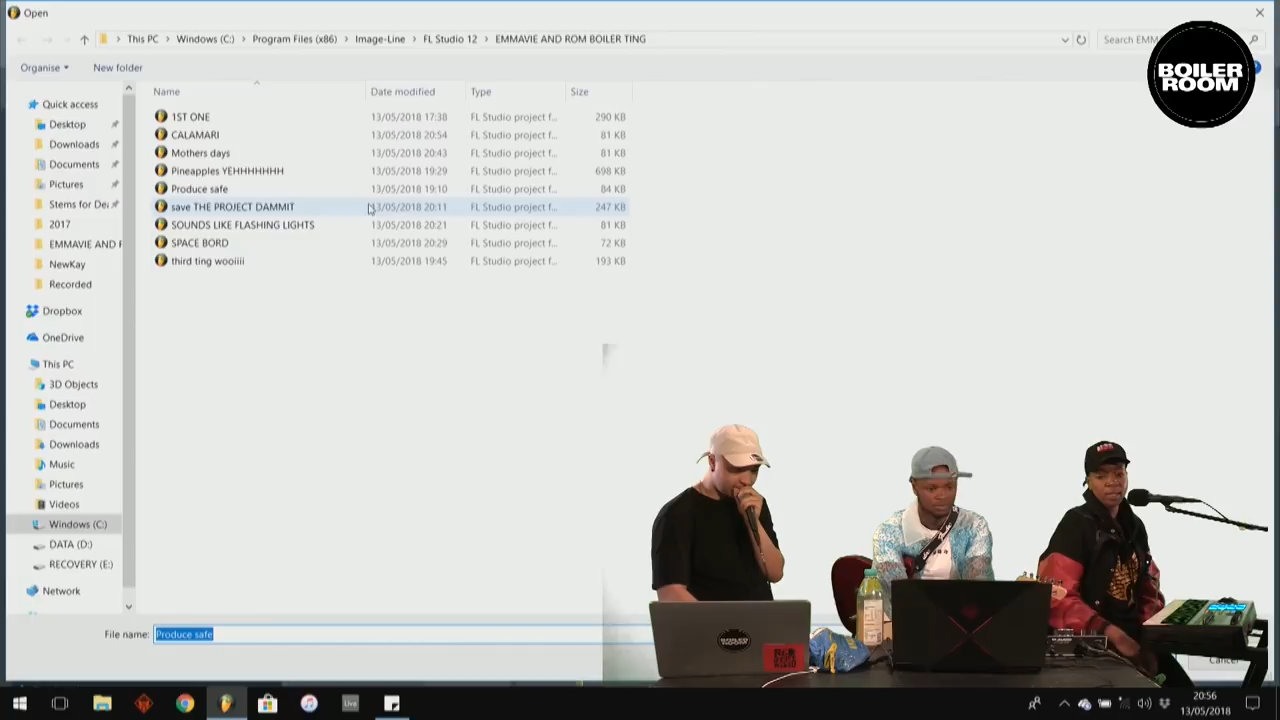 Open
This PC > Windows (C:) > Program Files (x86) > Image-Line > FL Studio 12 > EMMAVIE AND ROM BOILER TING
Search EMM
BOILER
ROOM
Organise
New folder
Name
Date modified
Type
Size
1ST ONE 13/05/2018 17:38 FL Studio project f... 290 KB
CALAMARI 13/05/2018 20:54 FL Studio project f... 81 KB
Mothers days 13/05/2018 20:43 FL Studio project f... 81 KB
Pineapples YEHHHHHHH 13/05/2018 19:29 FL Studio project f... 698 KB
Produce safe 13/05/2018 19:10 FL Studio project f... 84 KB
save THE PROJECT DAMMIT 13/05/2018 20:11 FL Studio project f... 247 KB
SOUNDS LIKE FLASHING LIGHTS 13/05/2018 20:21 FL Studio project f... 81 KB
SPACE BORD 13/05/2018 20:29 FL Studio project f... 72 KB
third ting wooiiii 13/05/2018 19:45 FL Studio project f... 193 KB
Quick access
Desktop
Downloads
Documents
Pictures
Stems for De
2017
EMMAVIE AND R
NewKay
Recorded
Dropbox
OneDrive
This PC
3D Objects
Desktop
Documents
Downloads
Music
Pictures
Videos
Windows (C:)
DATA (D:)
RECOVERY (E:)
Network
File name: Produce safe
BOILER
ROOM
Cancel
Live
20:56
13/05/2018